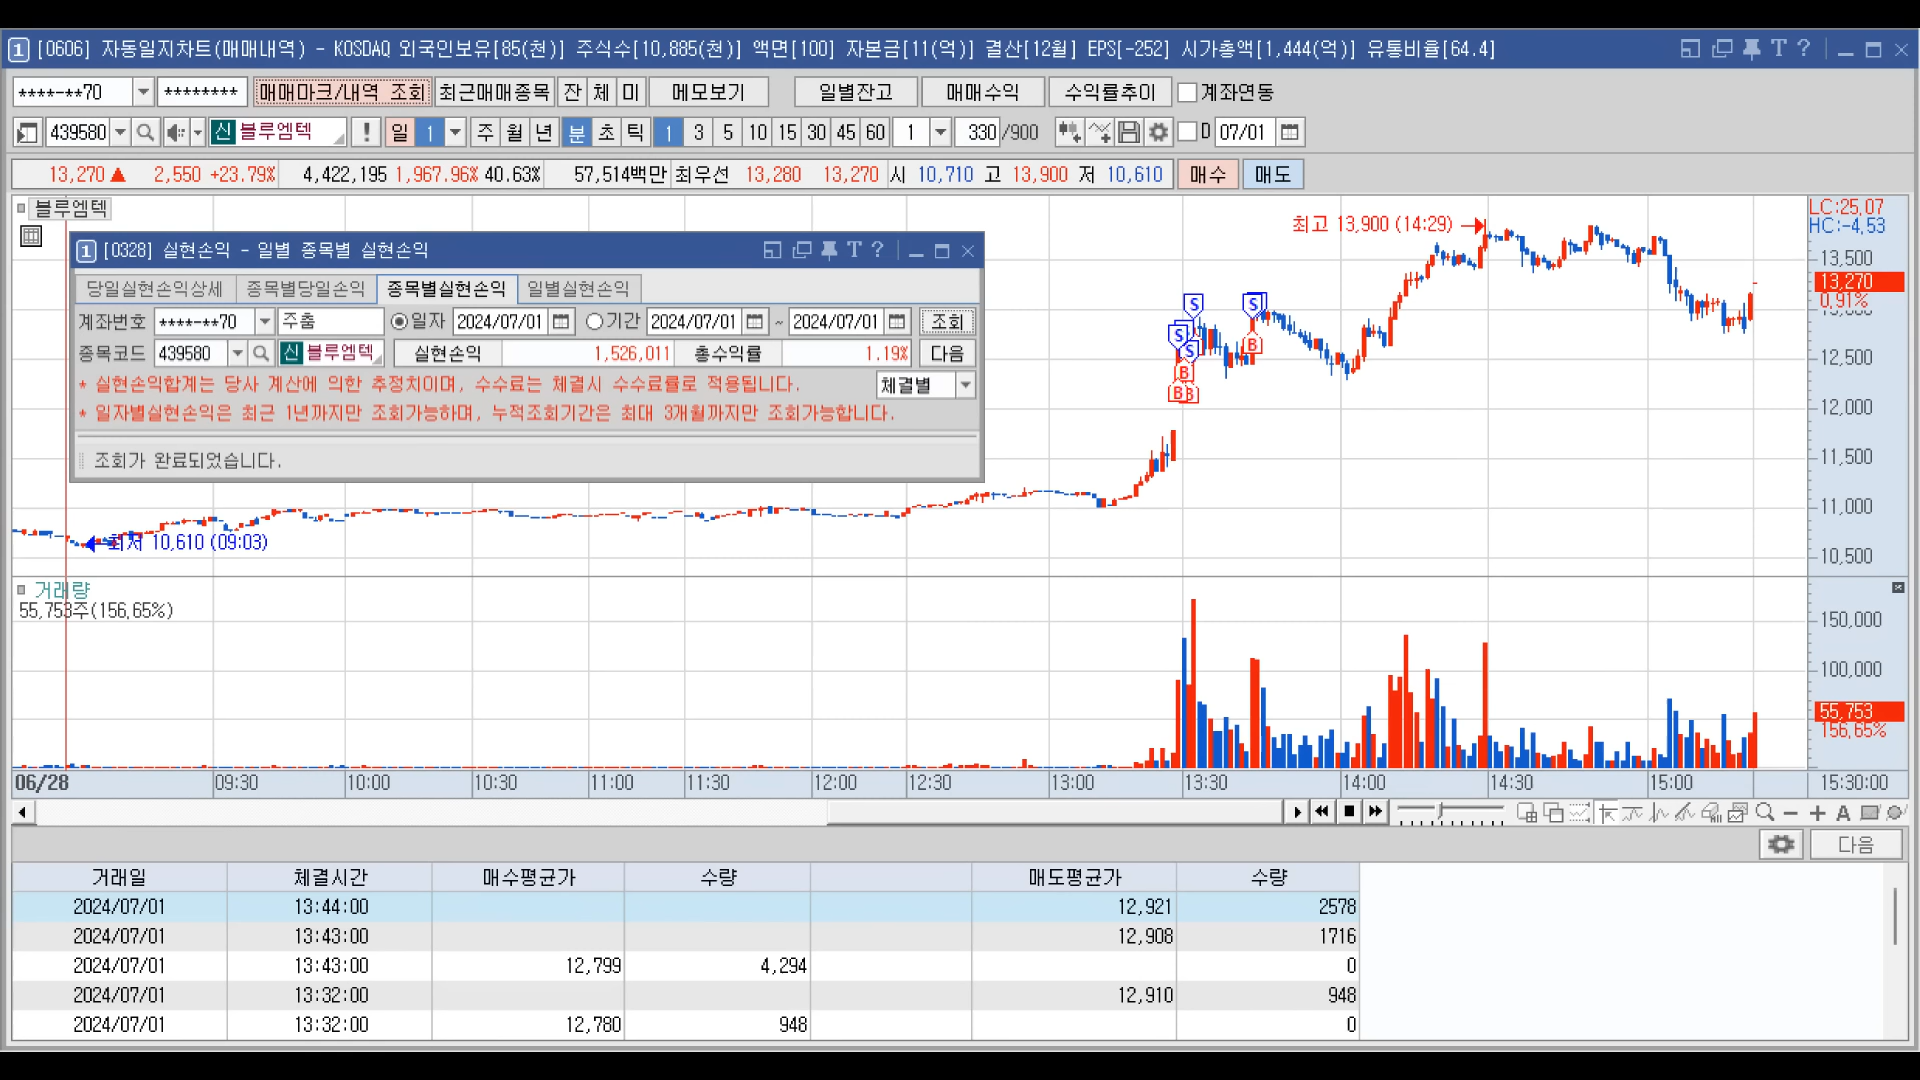 1 [0606] 자동일지차트(매매내역) - KOSDAQ 외국인보유[85(천)] 주식수[10,885(천)] 액면[100] 자본금[11(억)] 결산[12월] EPS[-252] 시가총액[1,444(억)] 유통비율[64.4]
****-**70 ******** 매매마크/내역 조회 최근매매종목 잔 체 미 메모보기 일별잔고 매매수익 수익률추이 계좌연동
439580 신 블루엠텍 ! 일 1 주 월 년 분 초 틱 1 3 5 10 15 30 45 60 1 330 /900 D 07/01
13,270 ▲ 2,550 +23.79% 4,422,195 1,967.96% 40.63% 57,514백만 최우선 13,280 13,270 시 10,710 고 13,900 저 10,610 매수 매도
블루엠텍
LC:25,07
HC:-4,53
최고 13,900 (14:29)
1 [0328] 실현손익 - 일별 종목별 실현손익
당일실현손익상세 종목별당일손익 종목별실현손익 일별실현손익
계좌번호 ****-**70 주춤 일자 2024/07/01 기간 2024/07/01 ~ 2024/07/01 조회
종목코드 439580 신 블루엠텍 실현손익 1,526,011 총수익률 1.19% 다음
* 실현손익합계는 당사 계산에 의한 추정치이며, 수수료는 체결시 수수료률로 적용됩니다. 체결별
* 일자별실현손익은 최근 1년까지만 조회가능하며, 누적조회기간은 최대 3개월까지만 조회가능합니다.
조회가 완료되었습니다.
S
S
S
S
B
B
B B
13,500
13,270
0,91%
13,000
12,500
12,000
11,500
11,000
10,500
최저 10,610 (09:03)
거래량
55,753주(156,65%)
150,000
100,000
55,753
156,65%
06/28 09:30 10:00 10:30 11:00 11:30 12:00 12:30 13:00 13:30 14:00 14:30 15:00 15:30:00
A
다음
거래일 체결시간 매수평균가 수량 매도평균가 수량
2024/07/01 13:44:00 12,921 2578
2024/07/01 13:43:00 12,908 1716
2024/07/01 13:43:00 12,799 4,294 0
2024/07/01 13:32:00 12,910 948
2024/07/01 13:32:00 12,780 948 0